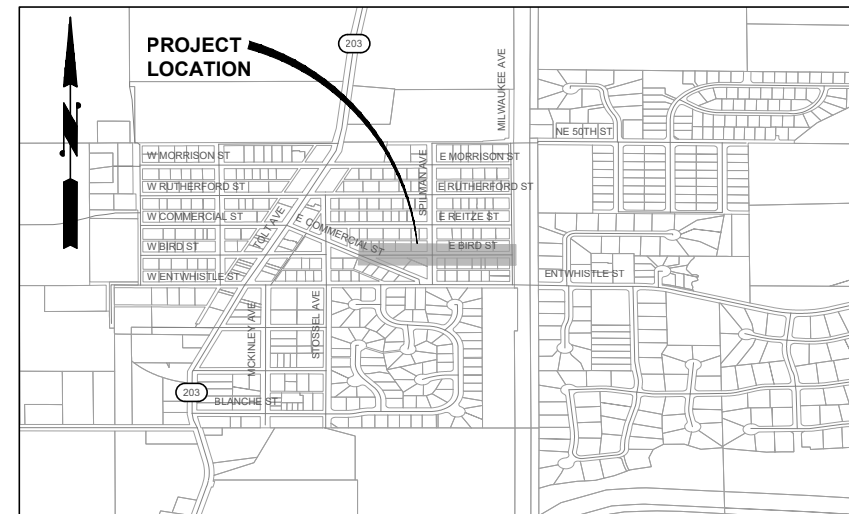 PROJECT
LOCATION
203
MILWAUKEE AVE
NE 50TH ST
W MORRISON ST
E MORRISON ST
SPILMAN AVE
W RUTHERFORD ST
E RUTHERFORD ST
W COMMERCIAL ST
TOLT AVE
E COMMERCIAL ST
E REITZE ST
W BIRD ST
E BIRD ST
W ENTWHISTLE ST
ENTWHISTLE ST
MCKINLEY AVE
STOSSEL AVE
203
BLANCHE ST
N